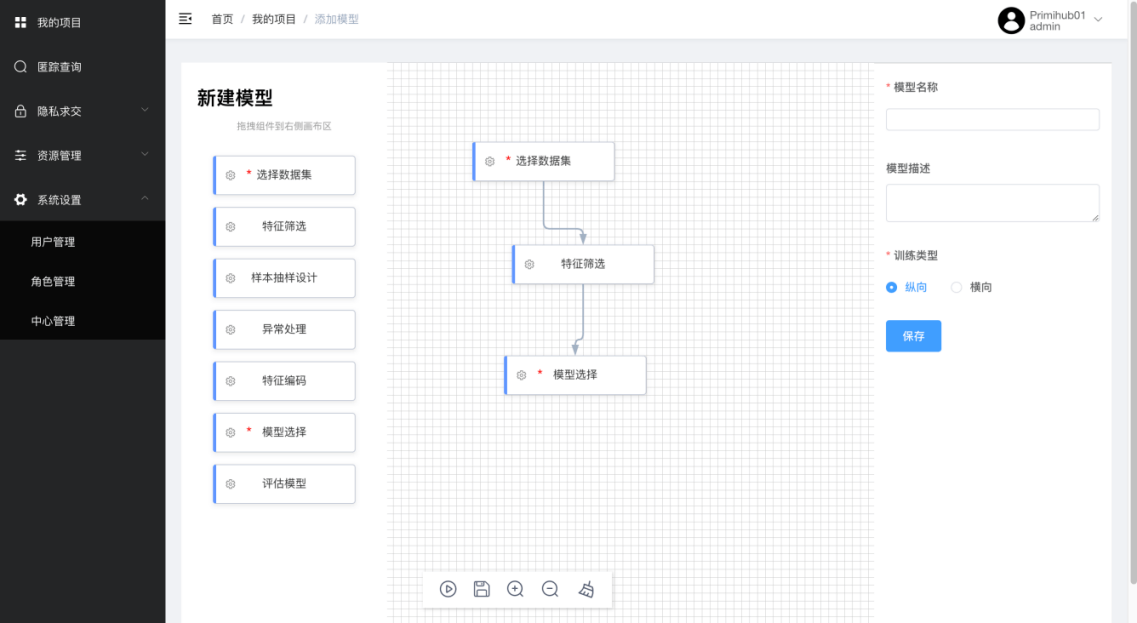 我的项目
匿踪查询
隐私求交
资源管理
系统设置
用户管理
角色管理
中心管理
首页 / 我的项目 / 添加模型
Primihub01
admin
新建模型
拖拽组件到右侧画布区
* 选择数据集
特征筛选
样本抽样设计
异常处理
特征编码
* 模型选择
评估模型
* 选择数据集
特征筛选
* 模型选择
* 模型名称
模型描述
* 训练类型
纵向 横向
保存